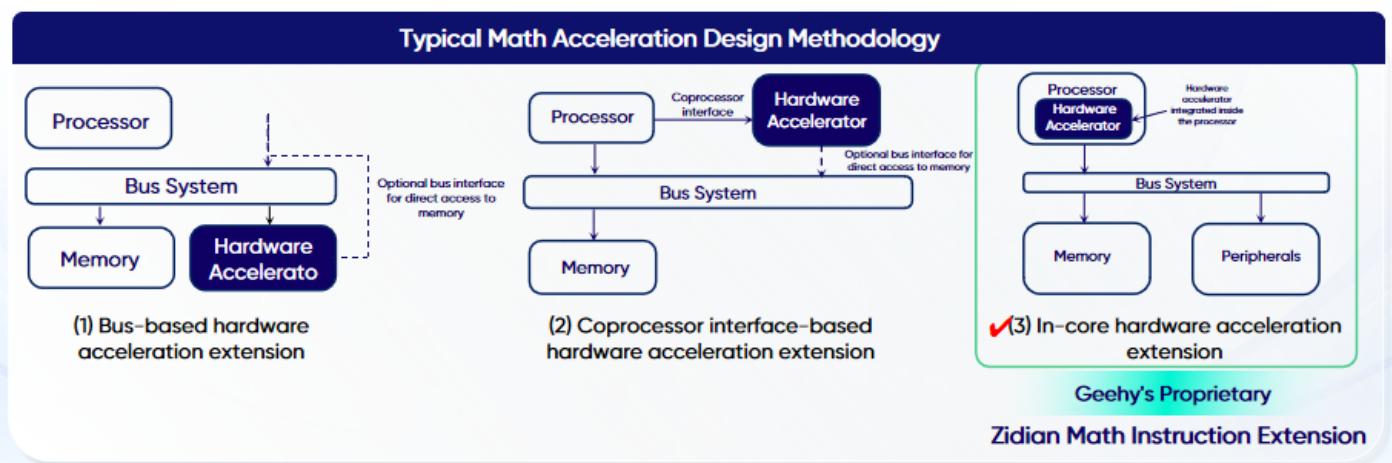 Typical Math Acceleration Design Methodology
Processor
Bus System
Memory
Hardware
Accelerato
Optional bus interface
for direct access to
memory
(1) Bus-based hardware
acceleration extension
Processor
Coprocessor
interface
Hardware
Accelerator
Optional bus interface for
direct access to memory
Bus System
Memory
(2) Coprocessor interface-based
hardware acceleration extension
Processor
Hardware
Accelerator
Hardware
accelerator
integrated inside
the processor
Bus System
Memory
Peripherals
(3) In-core hardware acceleration
extension
Geehy's Proprietary
Zidian Math Instruction Extension